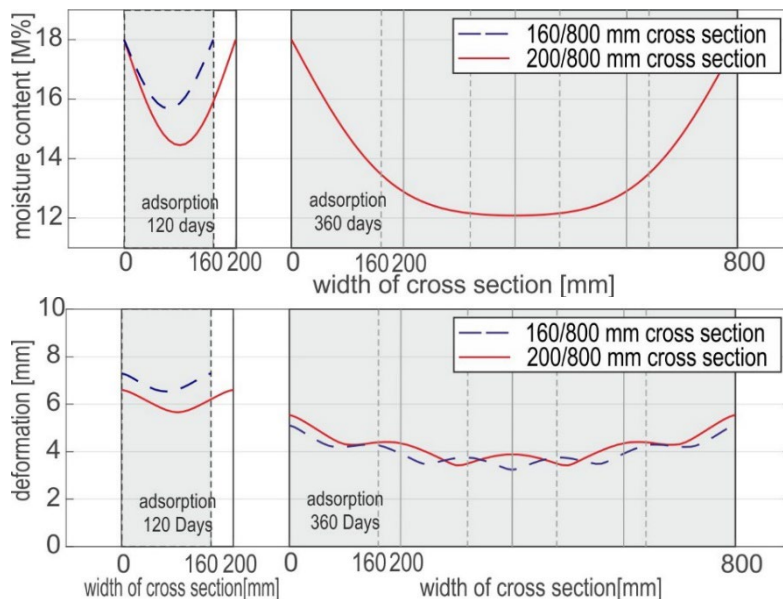 18
16
14
12
moisture content [M%]
160/800 mm cross section
200/800 mm cross section
adsorption
120 days
adsorption
360 days
0
160
200
0
160
200
800
width of cross section [mm]
10
8
6
4
2
0
deformation [mm]
160/800 mm cross section
200/800 mm cross section
adsorption
120 Days
adsorption
360 Days
0
160
200
0
160
200
800
width of cross section[mm]
width of cross section[mm]